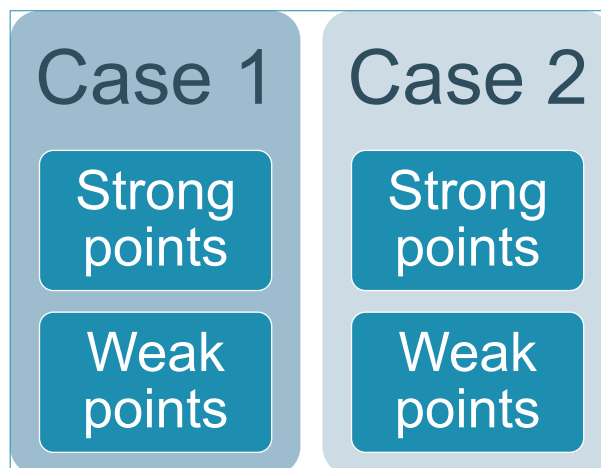 Case 1
Strong
points
Weak
points
Case 2
Strong
points
Weak
points